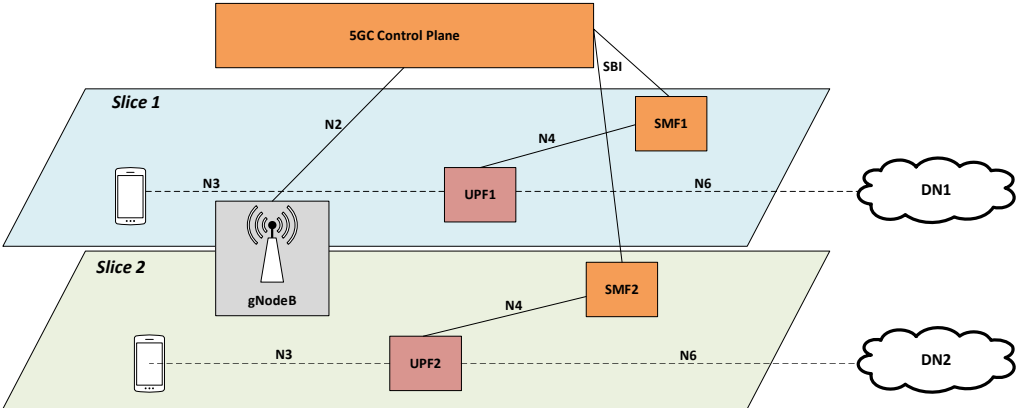 5GC Control Plane
SBI
Slice 1
SMF1
N2
N4
N3
UPF1
N6
DN1
Slice 2
gNodeB
SMF2
N4
N3
UPF2
N6
DN2